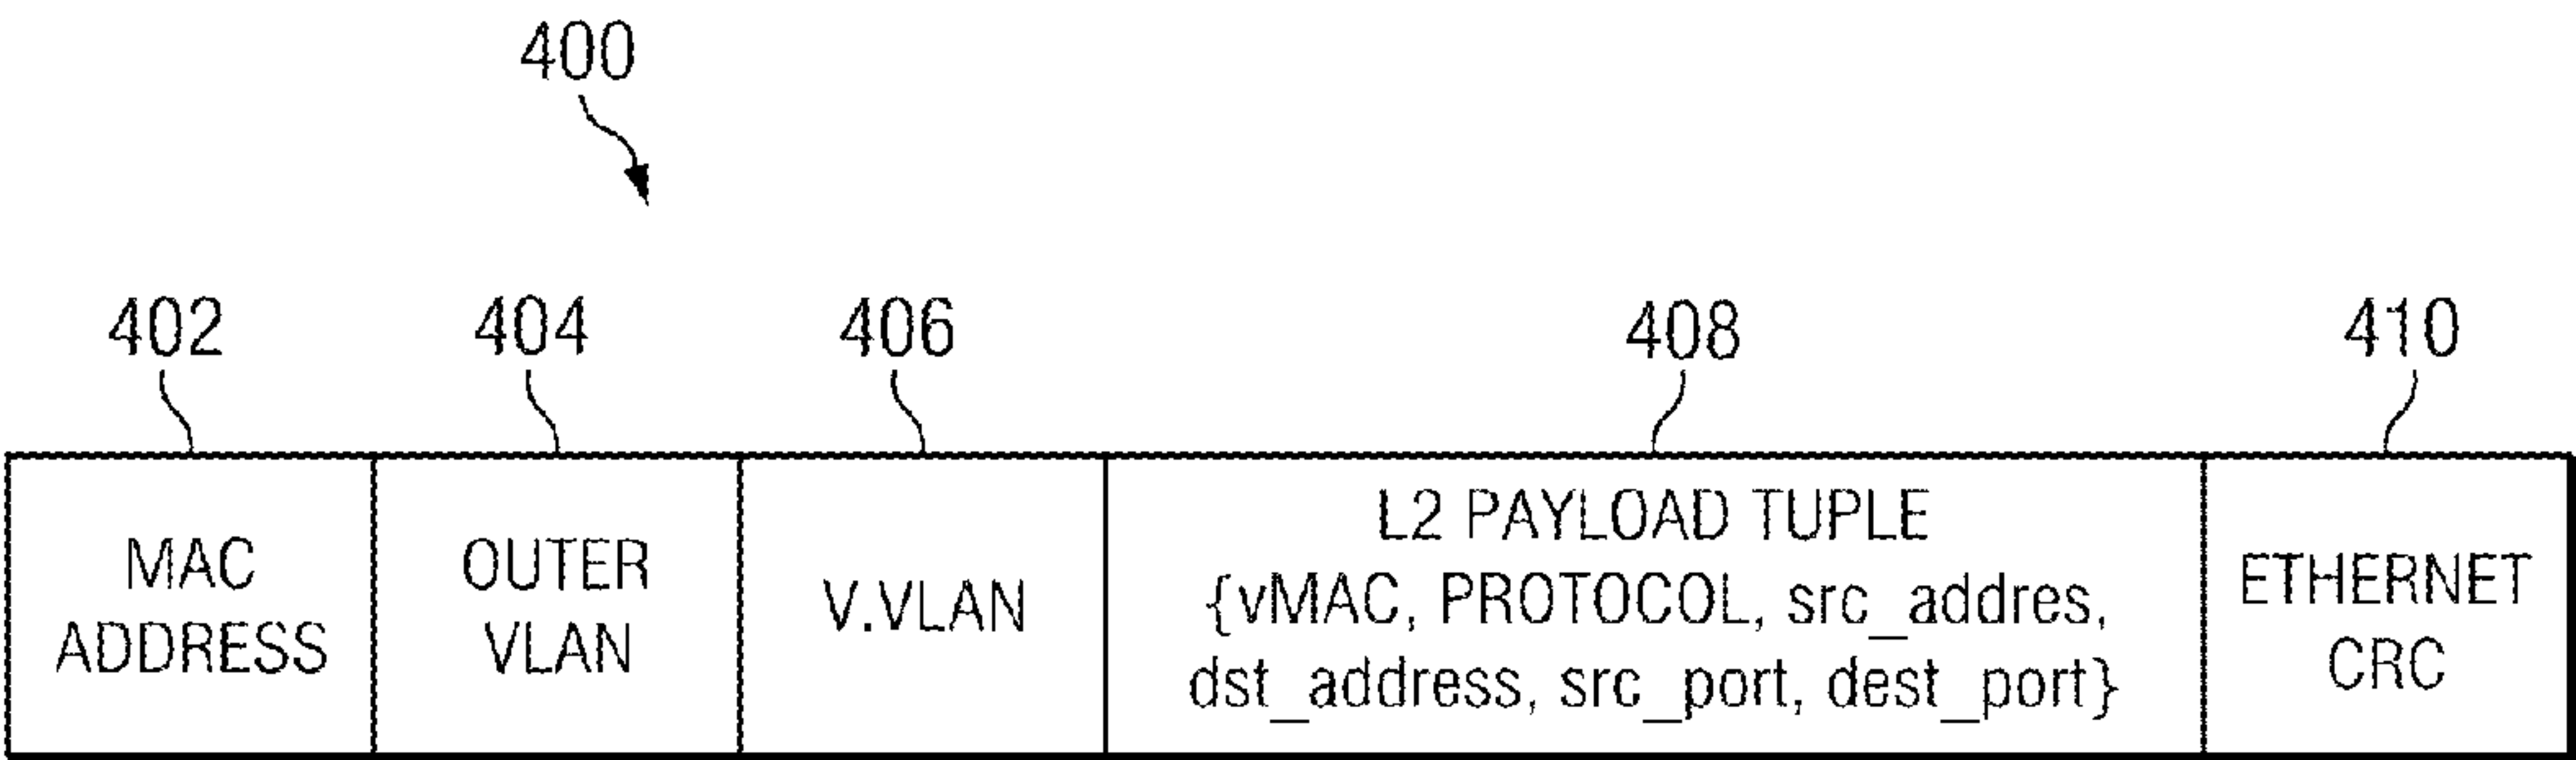 400
402
404
406
408
410
MAC
ADDRESS
OUTER
VLAN
V.VLAN
L2 PAYLOAD TUPLE
{vMAC, PROTOCOL, src_addres,
dst_address, src_port, dest_port}
ETHERNET
CRC